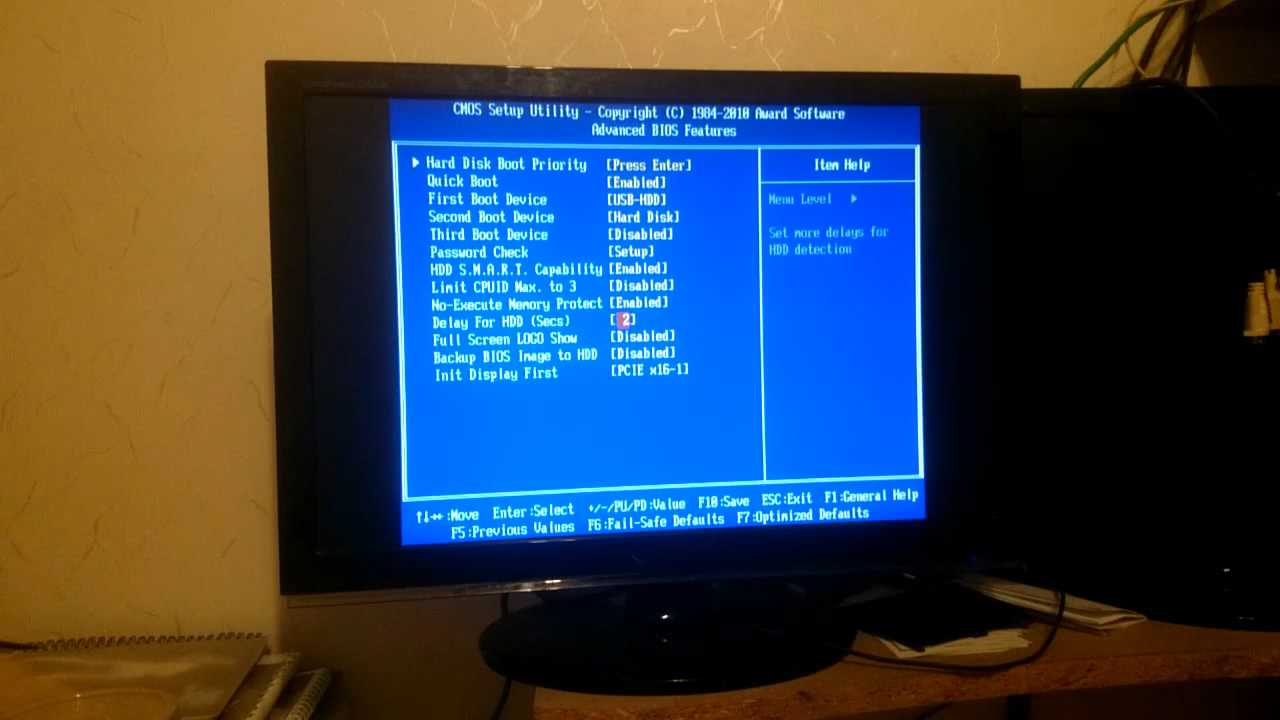 CMOS Setup Utility - Copyright (C) 1984-2010 Award Software
Advanced BIOS Features
Hard Disk Boot Priority [Press Enter]
Quick Boot [Enabled]
First Boot Device [USB-HDD]
Second Boot Device [Hard Disk]
Third Boot Device [Disabled]
Password Check [Setup]
HDD S.M.A.R.T. Capability [Enabled]
Limit CPUID Max. to 3 [Disabled]
No-Execute Memory Protect [Enabled]
Delay For HDD (Secs) [ 2]
Full Screen LOGO Show [Disabled]
Backup BIOS Image to HDD [Disabled]
Init Display First [PCIE x16-1]
Item Help
Menu Level
Set more delays for
HDD detection
↑↓→←:Move Enter:Select +/-/PU/PD:Value F10:Save ESC:Exit F1:General Help
F5:Previous Values F6:Fail-Safe Defaults F7:Optimized Defaults